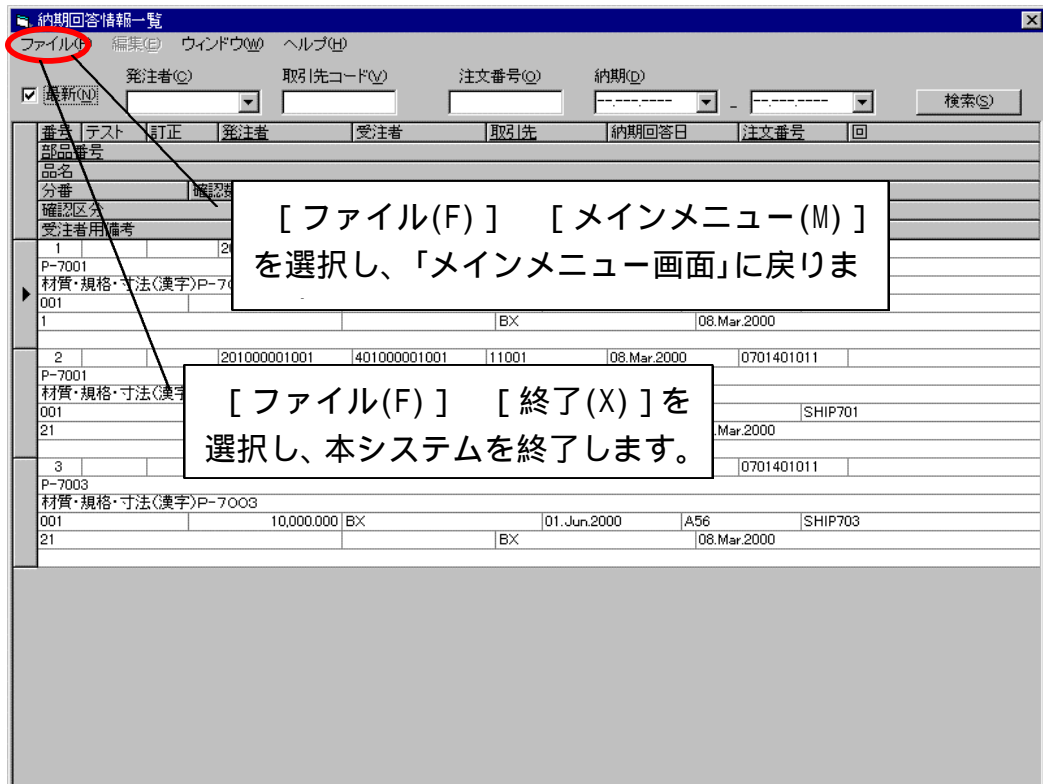 納期回答情報一覧
ファイル(F) 編集(E) ウィンドウ(W) ヘルプ(H)
発注者(C) 取引先コード(V) 注文番号(O) 納期(D)
最新(N) --.---.---- - --.---.---- 検索(S)
番号 テスト 訂正 発注者 受注者 取引先 納期回答日 注文番号 回
部品番号
品名
分番 確認数
確認区分
受注者用備考
[ファイル(F)] [メインメニュー(M)]
を選択し、「メインメニュー画面」に戻りま
1 20
P-7001
材質・規格・寸法(漢字)P-70
001
1 BX 08.Mar.2000
2 201000001001 401000001001 11001 08.Mar.2000 0701401011
P-7001
材質・規格・寸法(漢字
001 SHIP701
21 .Mar.2000
[ファイル(F)] [終了(X)]を
選択し、本システムを終了します。
3 0701401011
P-7003
材質・規格・寸法(漢字)P-7003
001 10,000.000 BX 01.Jun.2000 A56 SHIP703
21 BX 08.Mar.2000